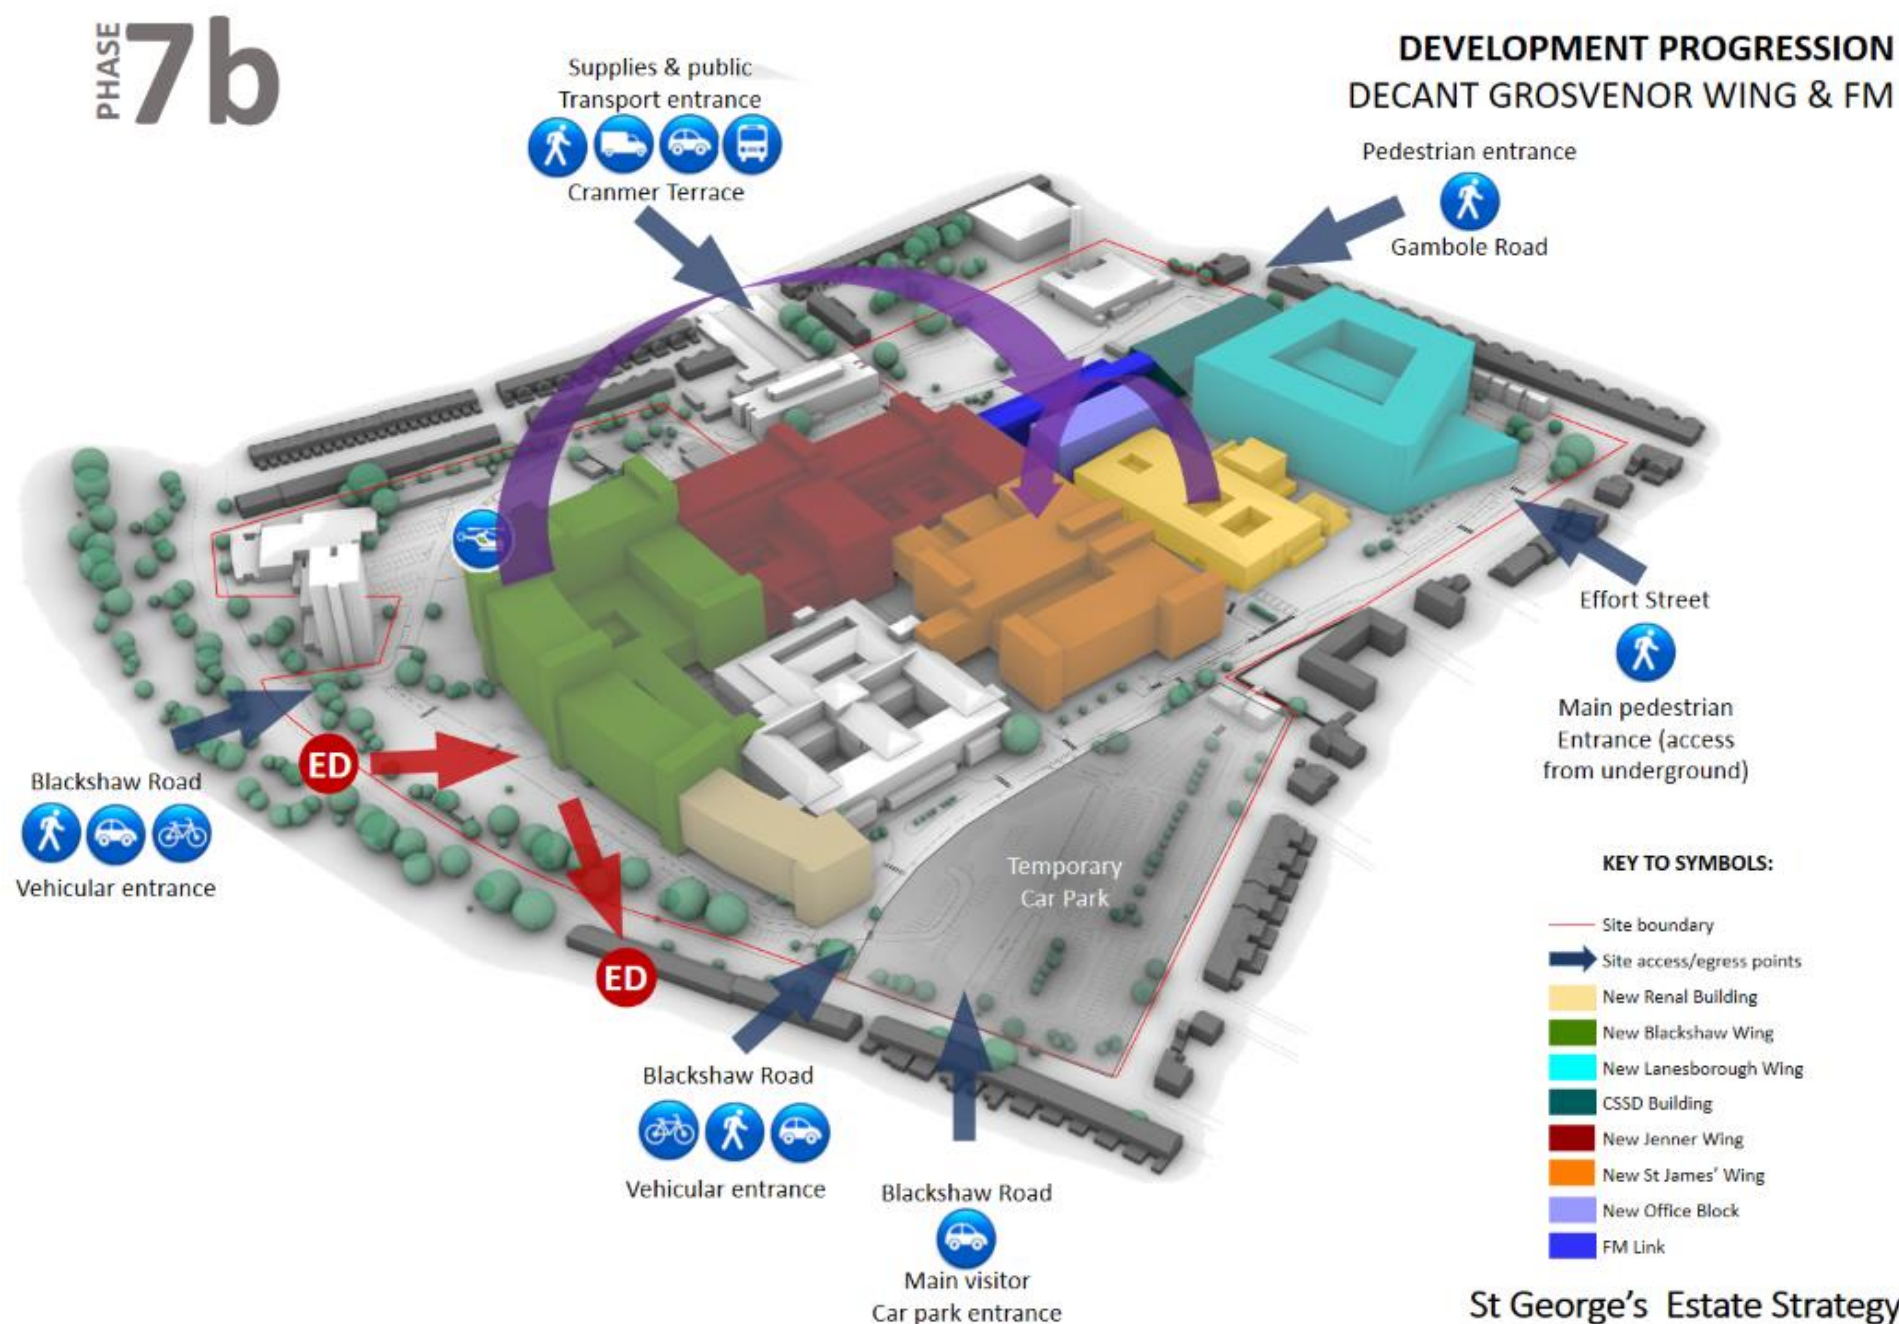 PHASE 7b
DEVELOPMENT PROGRESSION
DECANT GROSVENOR WING & FM
Supplies & public
Transport entrance
Cranmer Terrace
Pedestrian entrance
Gambole Road
Effort Street
Main pedestrian
Entrance (access
from underground)
Blackshaw Road
Vehicular entrance
ED
ED
Temporary
Car Park
Blackshaw Road
Vehicular entrance
Blackshaw Road
Main visitor
Car park entrance
KEY TO SYMBOLS:
Site boundary
Site access/egress points
New Renal Building
New Blackshaw Wing
New Lanesborough Wing
CSSD Building
New Jenner Wing
New St James’ Wing
New Office Block
FM Link
St George’s Estate Strategy